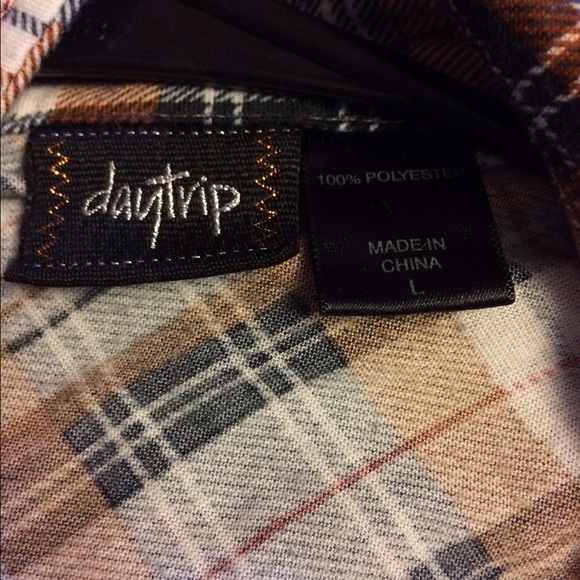 daytrip
100% POLYESTER
MADE IN
CHINA
L